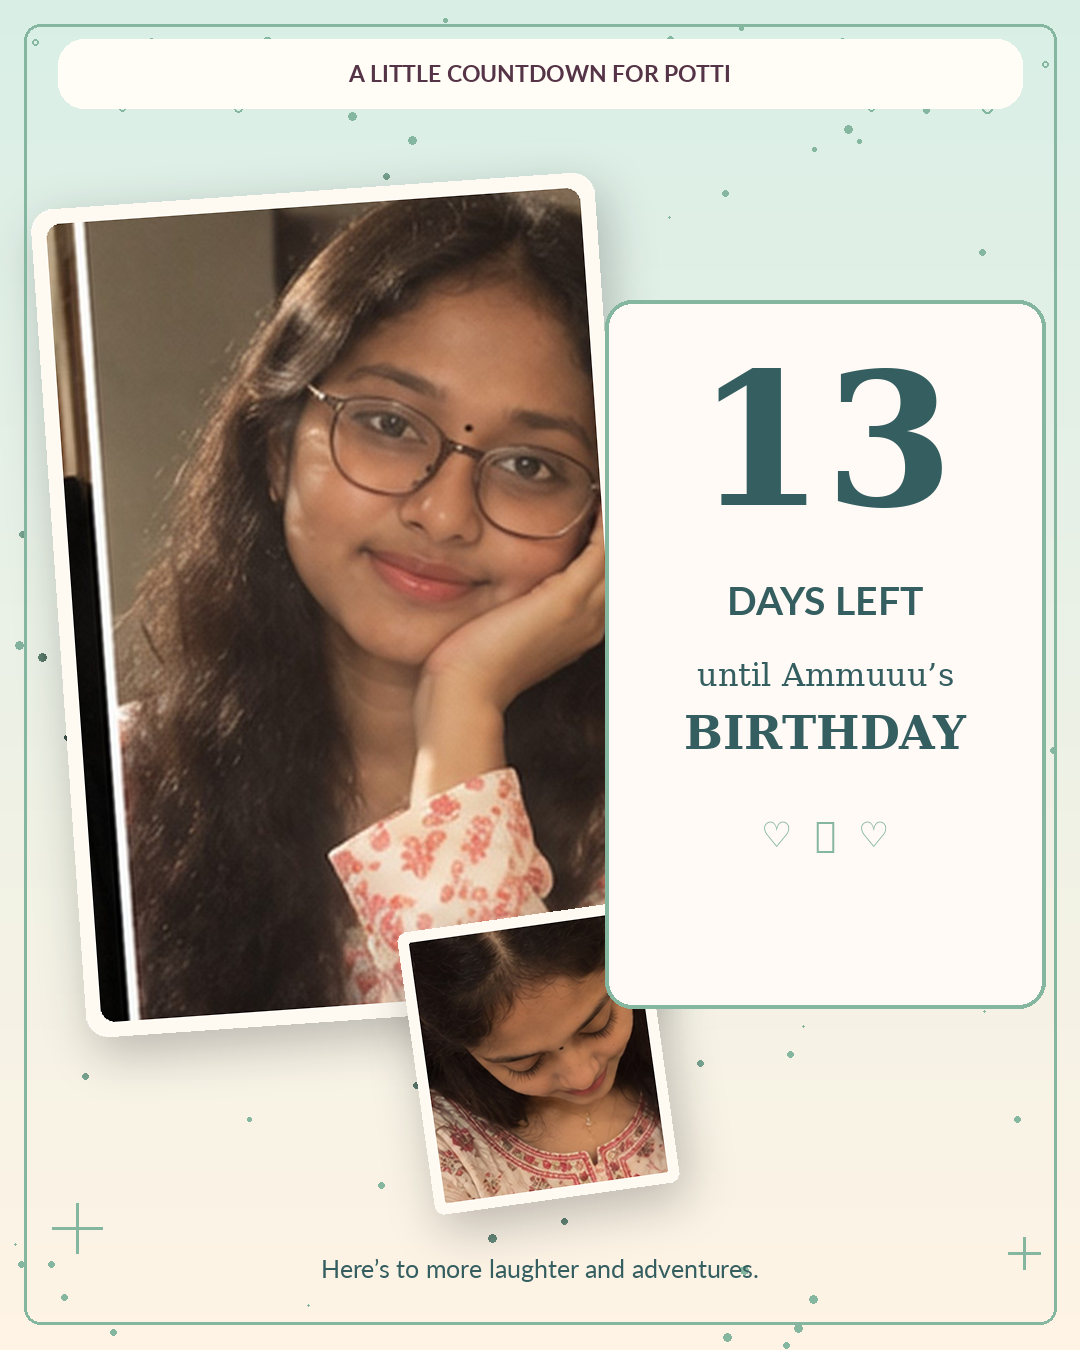 A LITTLE COUNTDOWN FOR POTTI
13
DAYS LEFT
until Ammuuu’s
BIRTHDAY
♡ ▯ ♡
Here’s to more laughter and adventures.